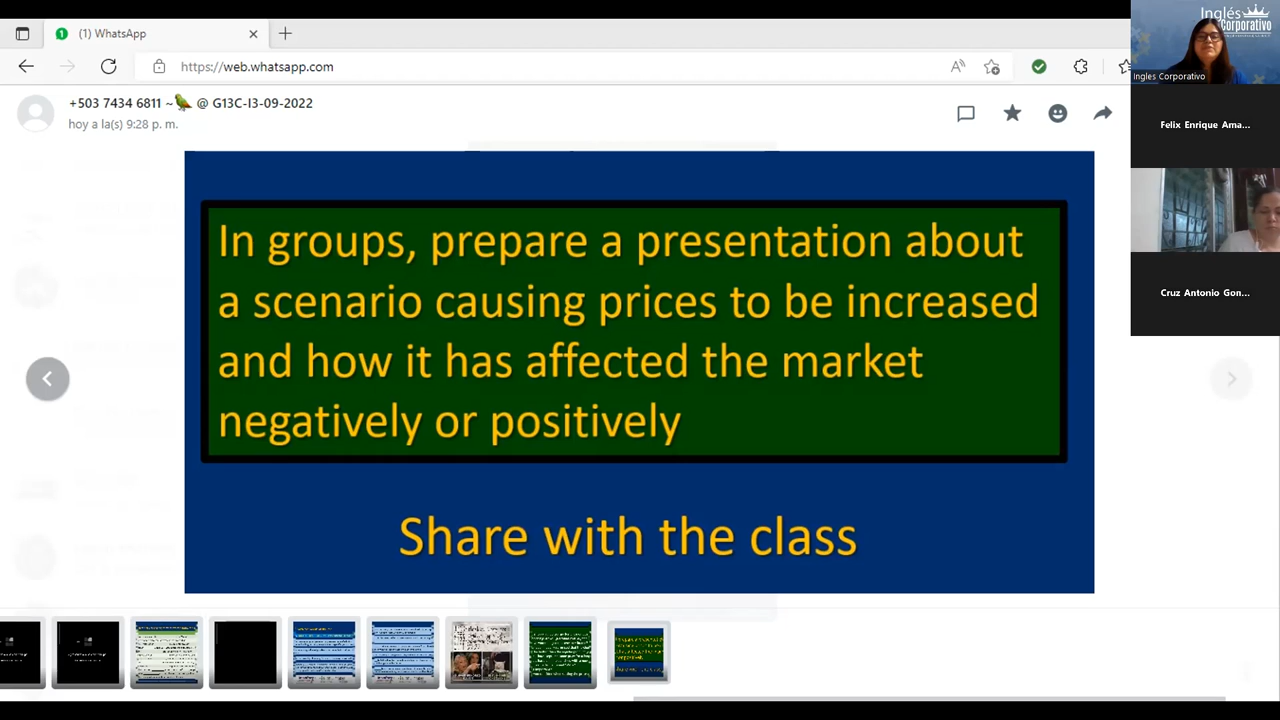 (1) WhatsApp
https://web.whatsapp.com
+503 7434 6811 ~🦜 @ G13C-I3-09-2022
hoy a la(s) 9:28 p. m.
In groups, prepare a presentation about
a scenario causing prices to be increased
and how it has affected the market
negatively or positively
Share with the class
Inglés
Corporativo
Ingles Corporativo
Felix Enrique Ama...
Cruz Antonio Gon...